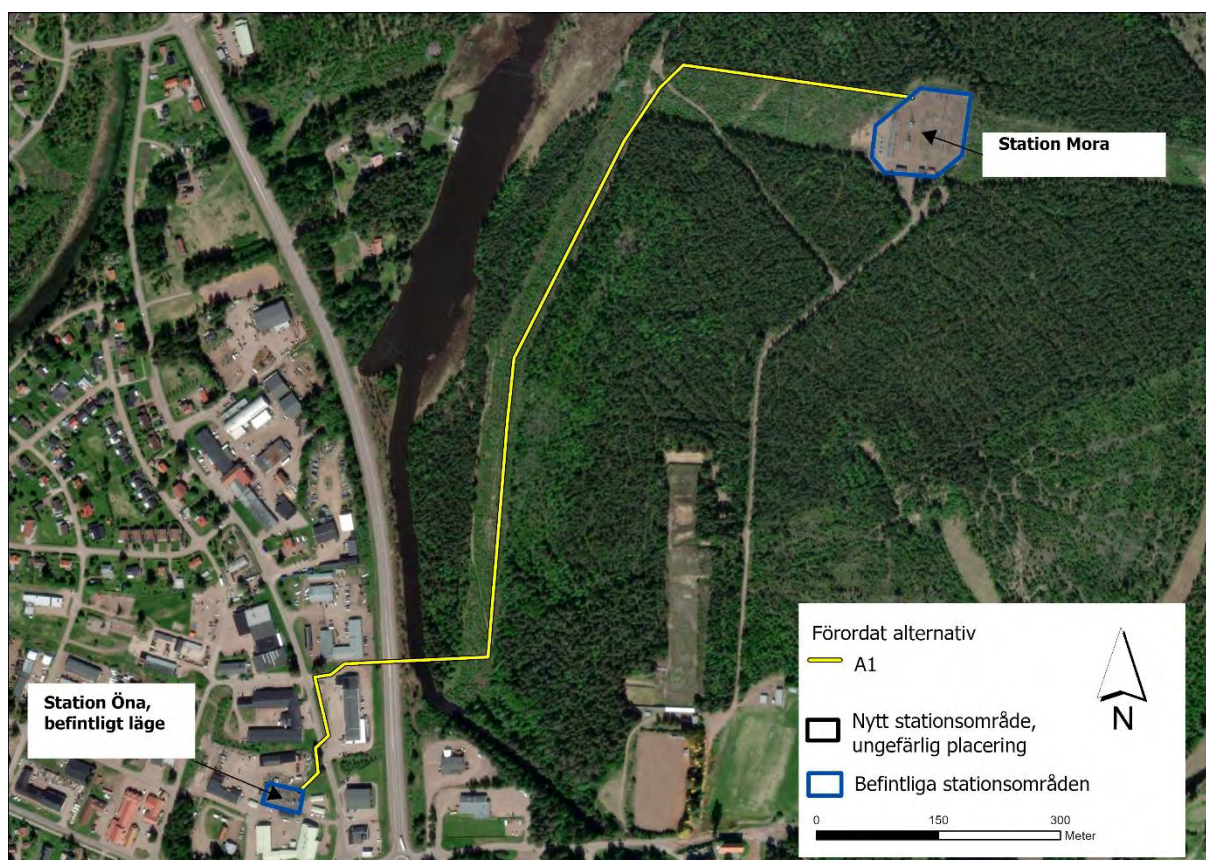 Station Mora
Station Öna,
befintligt läge
Förordat alternativ
A1
Nytt stationsområde,
ungefärlig placering
Befintliga stationsområden
N
0 150 300
Meter